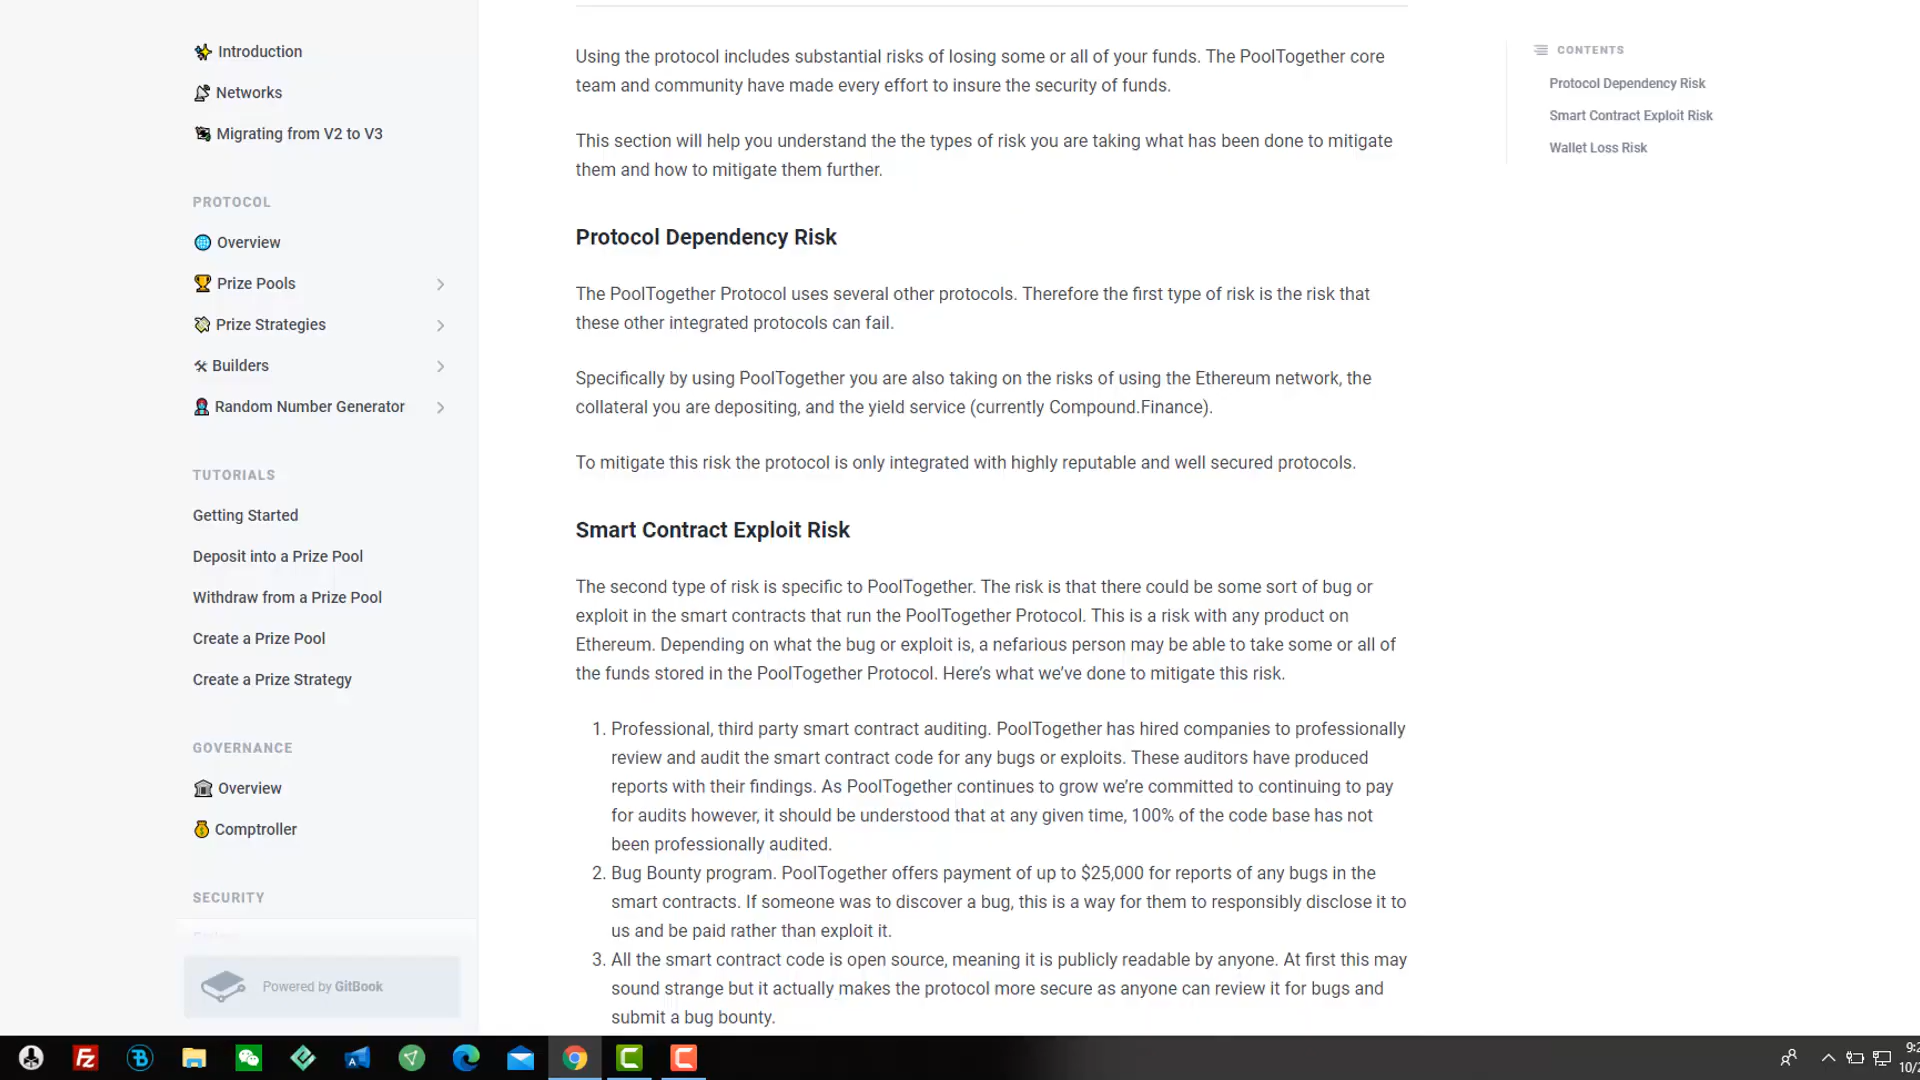 Introduction
Networks
Migrating from V2 to V3
PROTOCOL
Overview
Prize Pools
Prize Strategies
Builders
Random Number Generator
TUTORIALS
Getting Started
Deposit into a Prize Pool
Withdraw from a Prize Pool
Create a Prize Pool
Create a Prize Strategy
GOVERNANCE
Overview
Comptroller
SECURITY
Powered by GitBook
Using the protocol includes substantial risks of losing some or all of your funds. The PoolTogether core
team and community have made every effort to insure the security of funds.
This section will help you understand the the types of risk you are taking what has been done to mitigate
them and how to mitigate them further.
Protocol Dependency Risk
The PoolTogether Protocol uses several other protocols. Therefore the first type of risk is the risk that
these other integrated protocols can fail.
Specifically by using PoolTogether you are also taking on the risks of using the Ethereum network, the
collateral you are depositing, and the yield service (currently Compound.Finance).
To mitigate this risk the protocol is only integrated with highly reputable and well secured protocols.
Smart Contract Exploit Risk
The second type of risk is specific to PoolTogether. The risk is that there could be some sort of bug or
exploit in the smart contracts that run the PoolTogether Protocol. This is a risk with any product on
Ethereum. Depending on what the bug or exploit is, a nefarious person may be able to take some or all of
the funds stored in the PoolTogether Protocol. Here’s what we’ve done to mitigate this risk.
1. Professional, third party smart contract auditing. PoolTogether has hired companies to professionally
review and audit the smart contract code for any bugs or exploits. These auditors have produced
reports with their findings. As PoolTogether continues to grow we’re committed to continuing to pay
for audits however, it should be understood that at any given time, 100% of the code base has not
been professionally audited.
2. Bug Bounty program. PoolTogether offers payment of up to $25,000 for reports of any bugs in the
smart contracts. If someone was to discover a bug, this is a way for them to responsibly disclose it to
us and be paid rather than exploit it.
3. All the smart contract code is open source, meaning it is publicly readable by anyone. At first this may
sound strange but it actually makes the protocol more secure as anyone can review it for bugs and
submit a bug bounty.
CONTENTS
Protocol Dependency Risk
Smart Contract Exploit Risk
Wallet Loss Risk